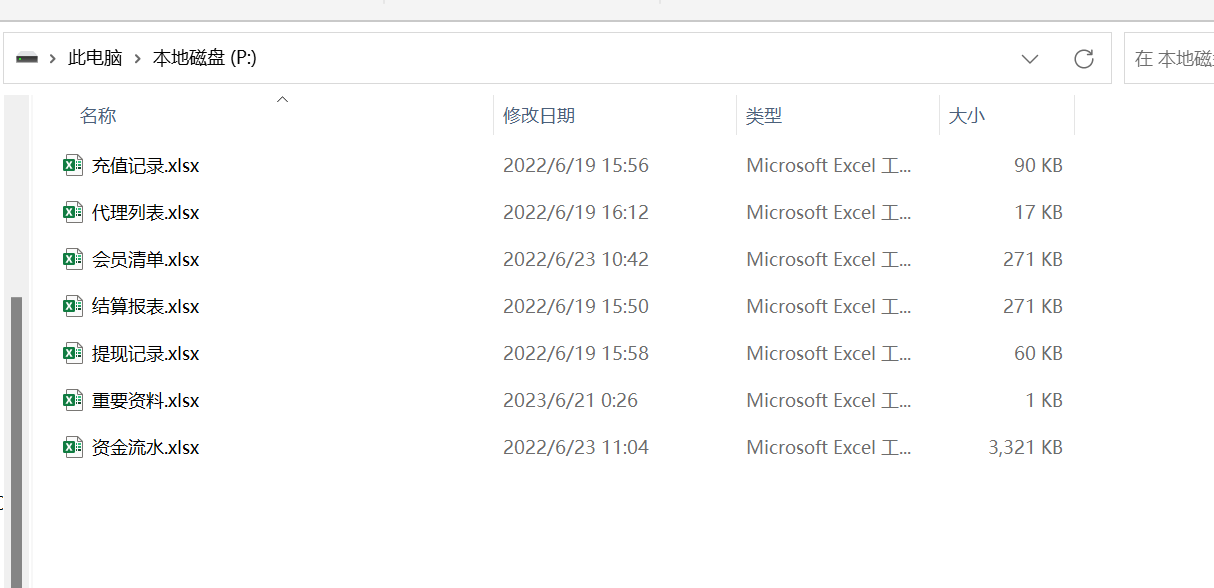 此电脑 › 本地磁盘 (P:)
在 本地磁
名称 修改日期 类型 大小
充值记录.xlsx 2022/6/19 15:56 Microsoft Excel 工... 90 KB
代理列表.xlsx 2022/6/19 16:12 Microsoft Excel 工... 17 KB
会员清单.xlsx 2022/6/23 10:42 Microsoft Excel 工... 271 KB
结算报表.xlsx 2022/6/19 15:50 Microsoft Excel 工... 271 KB
提现记录.xlsx 2022/6/19 15:58 Microsoft Excel 工... 60 KB
重要资料.xlsx 2023/6/21 0:26 Microsoft Excel 工... 1 KB
资金流水.xlsx 2022/6/23 11:04 Microsoft Excel 工... 3,321 KB